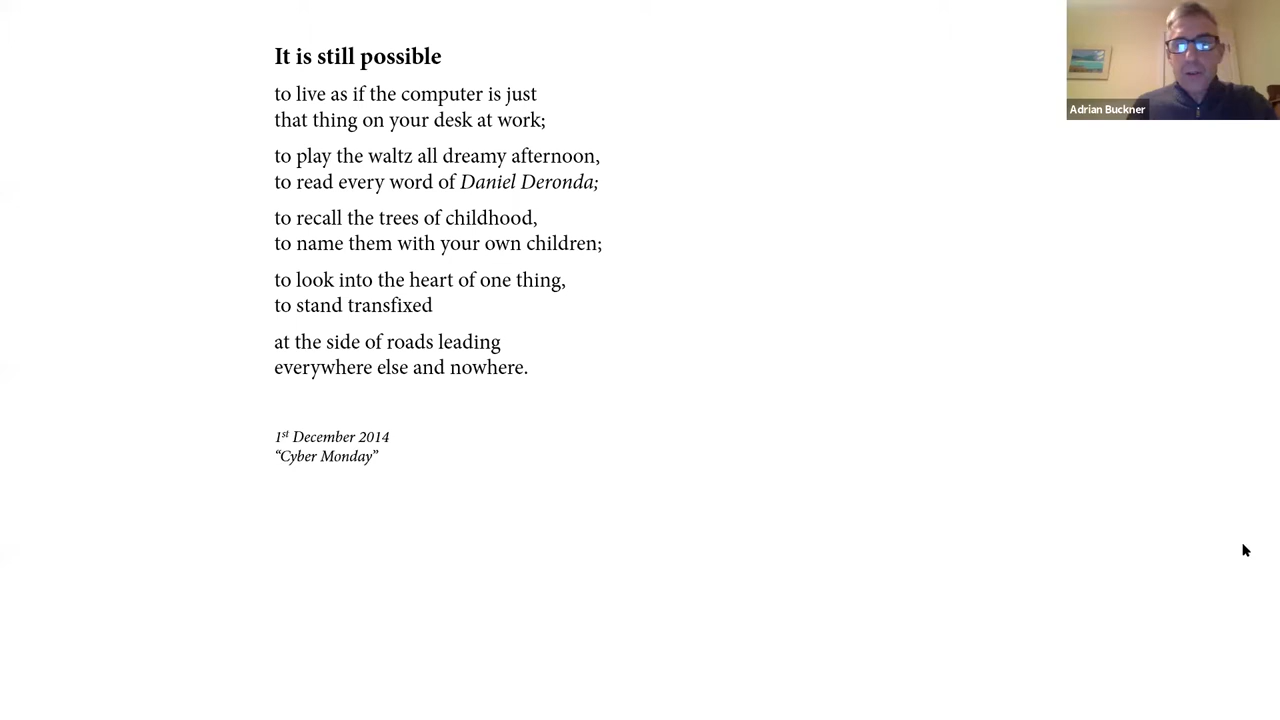 It is still possible
to live as if the computer is just
that thing on your desk at work;
to play the waltz all dreamy afternoon,
to read every word of Daniel Deronda;
to recall the trees of childhood,
to name them with your own children;
to look into the heart of one thing,
to stand transfixed
at the side of roads leading
everywhere else and nowhere.
1st December 2014
“Cyber Monday”
Adrian Buckner